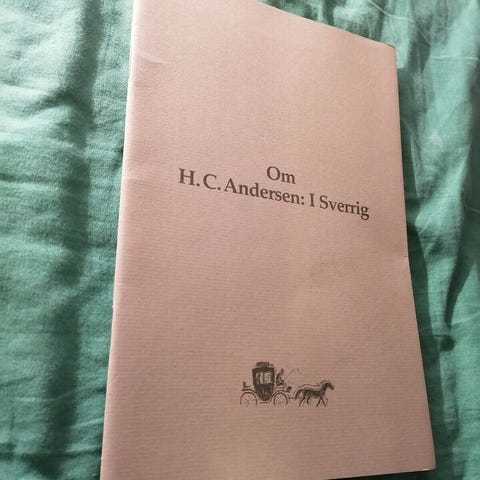 Om
H. C. Andersen: I Sverrig